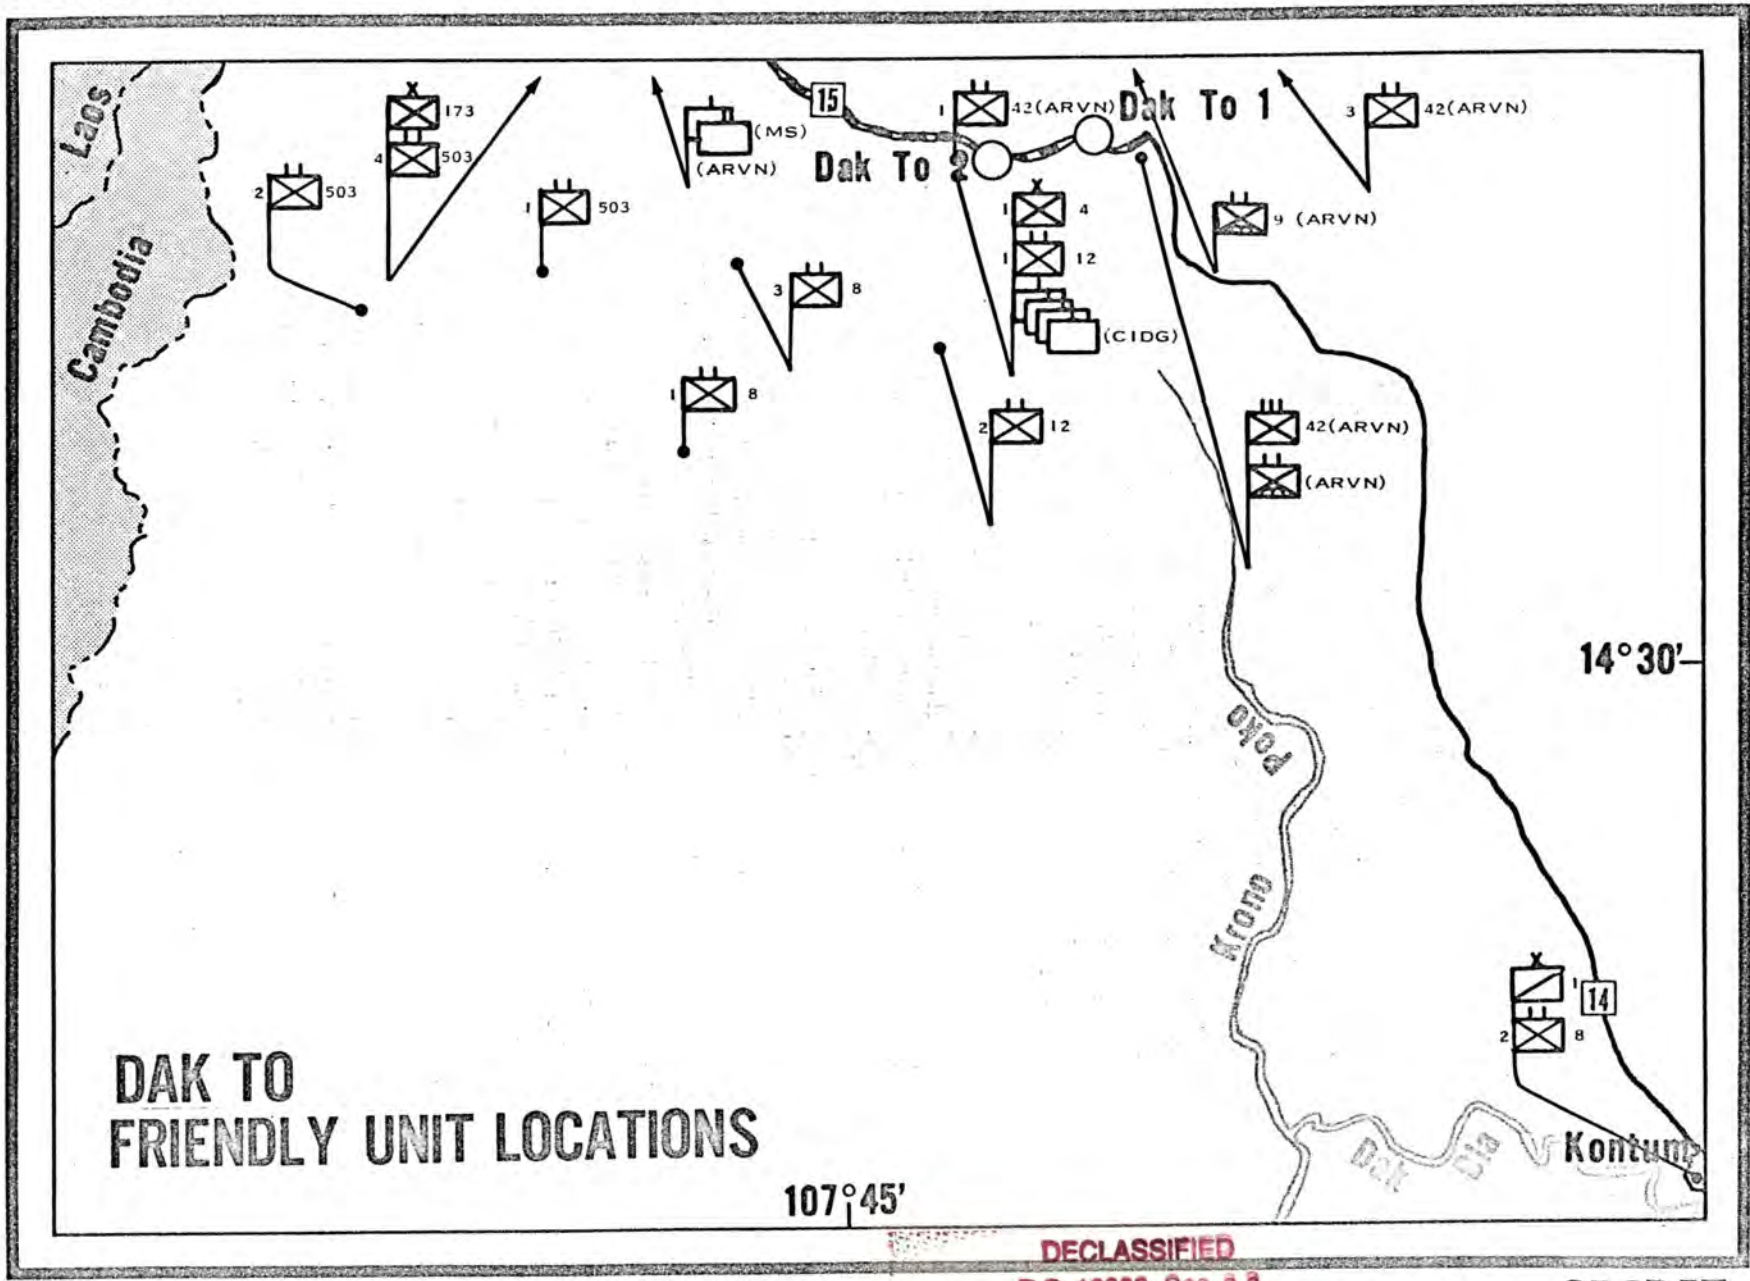 Laos
Cambodia
173
4 503
2 503
1 503
(MS)
(ARVN)
15
1 42(ARVN)
Dak To 1
Dak To 2
3 42(ARVN)
9 (ARVN)
1 4
1 12
(CIDG)
3 8
1 8
2 12
42(ARVN)
(ARVN)
14°30'
Poko
Krong
1
14
2 8
Dak Bla
Kontum
DAK TO
FRIENDLY UNIT LOCATIONS
107°45'
DECLASSIFIED